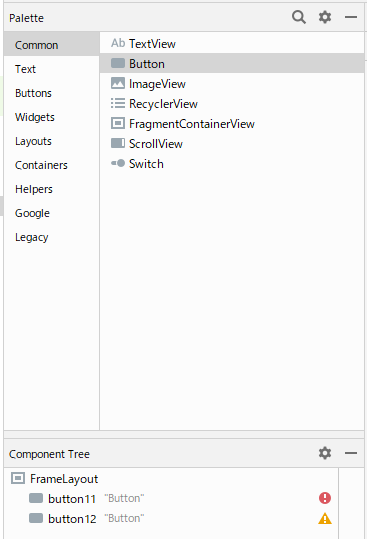 Palette
Common
Text
Buttons
Widgets
Layouts
Containers
Helpers
Google
Legacy
Ab TextView
Button
ImageView
RecyclerView
FragmentContainerView
ScrollView
Switch
Component Tree
FrameLayout
button11 "Button"
button12 "Button"